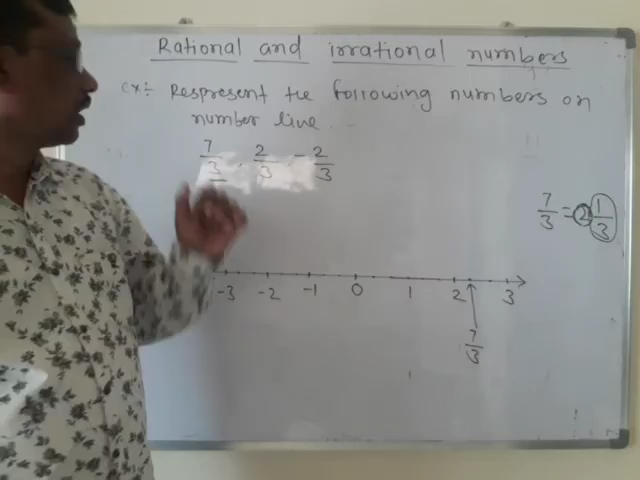 Rational and irrational numbers
ex:- Respresent the following numbers on
number line
7/3, 2/3, -2/3
7/3 = 2 1/3
-3 -2 -1 0 1 2 3
7/3